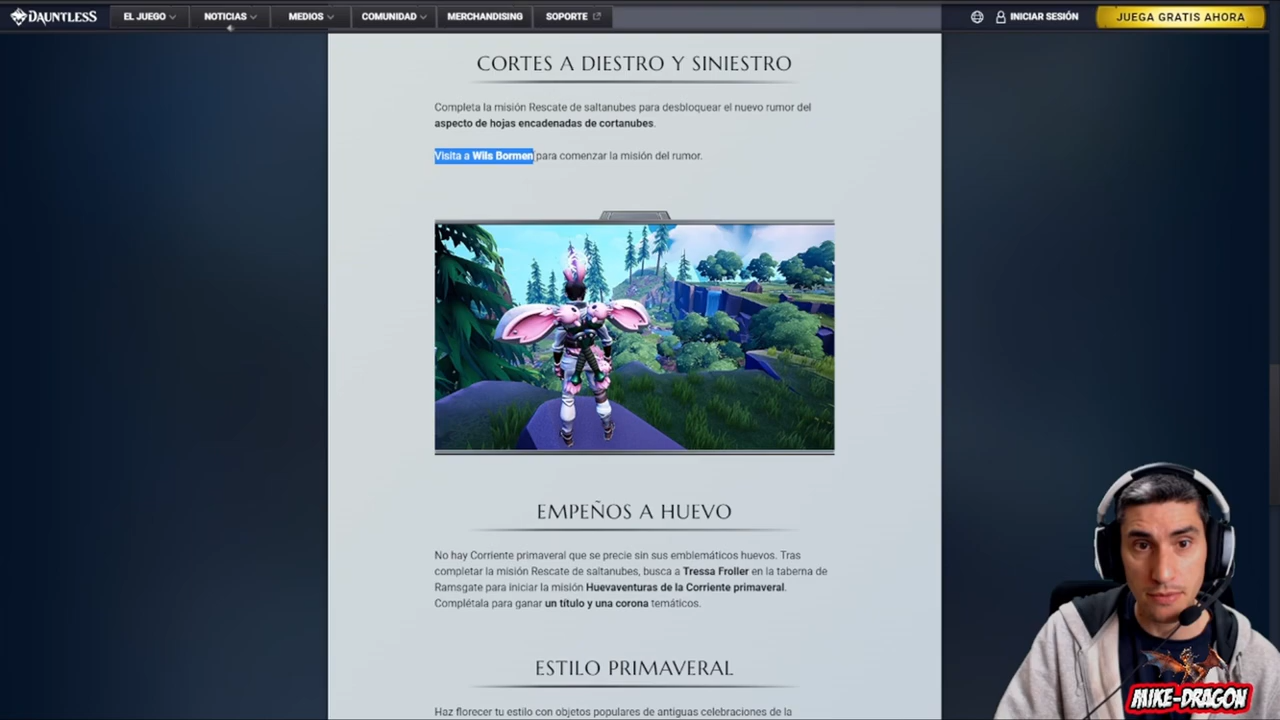 DAUNTLESS
EL JUEGO
NOTICIAS
MEDIOS
COMUNIDAD
MERCHANDISING
SOPORTE
INICIAR SESIÓN
JUEGA GRATIS AHORA
CORTES A DIESTRO Y SINIESTRO
Completa la misión Rescate de saltanubes para desbloquear el nuevo rumor del
aspecto de hojas encadenadas de cortanubes.
Visita a Wils Bormen para comenzar la misión del rumor.
EMPEÑOS A HUEVO
No hay Corriente primaveral que se precie sin sus emblemáticos huevos. Tras
completar la misión Rescate de saltanubes, busca a Tressa Froller en la taberna de
Ramsgate para iniciar la misión Huevaventuras de la Corriente primaveral.
Complétala para ganar un título y una corona temáticos.
ESTILO PRIMAVERAL
Haz florecer tu estilo con objetos populares de antiguas celebraciones de la
MIKE-DRAGON